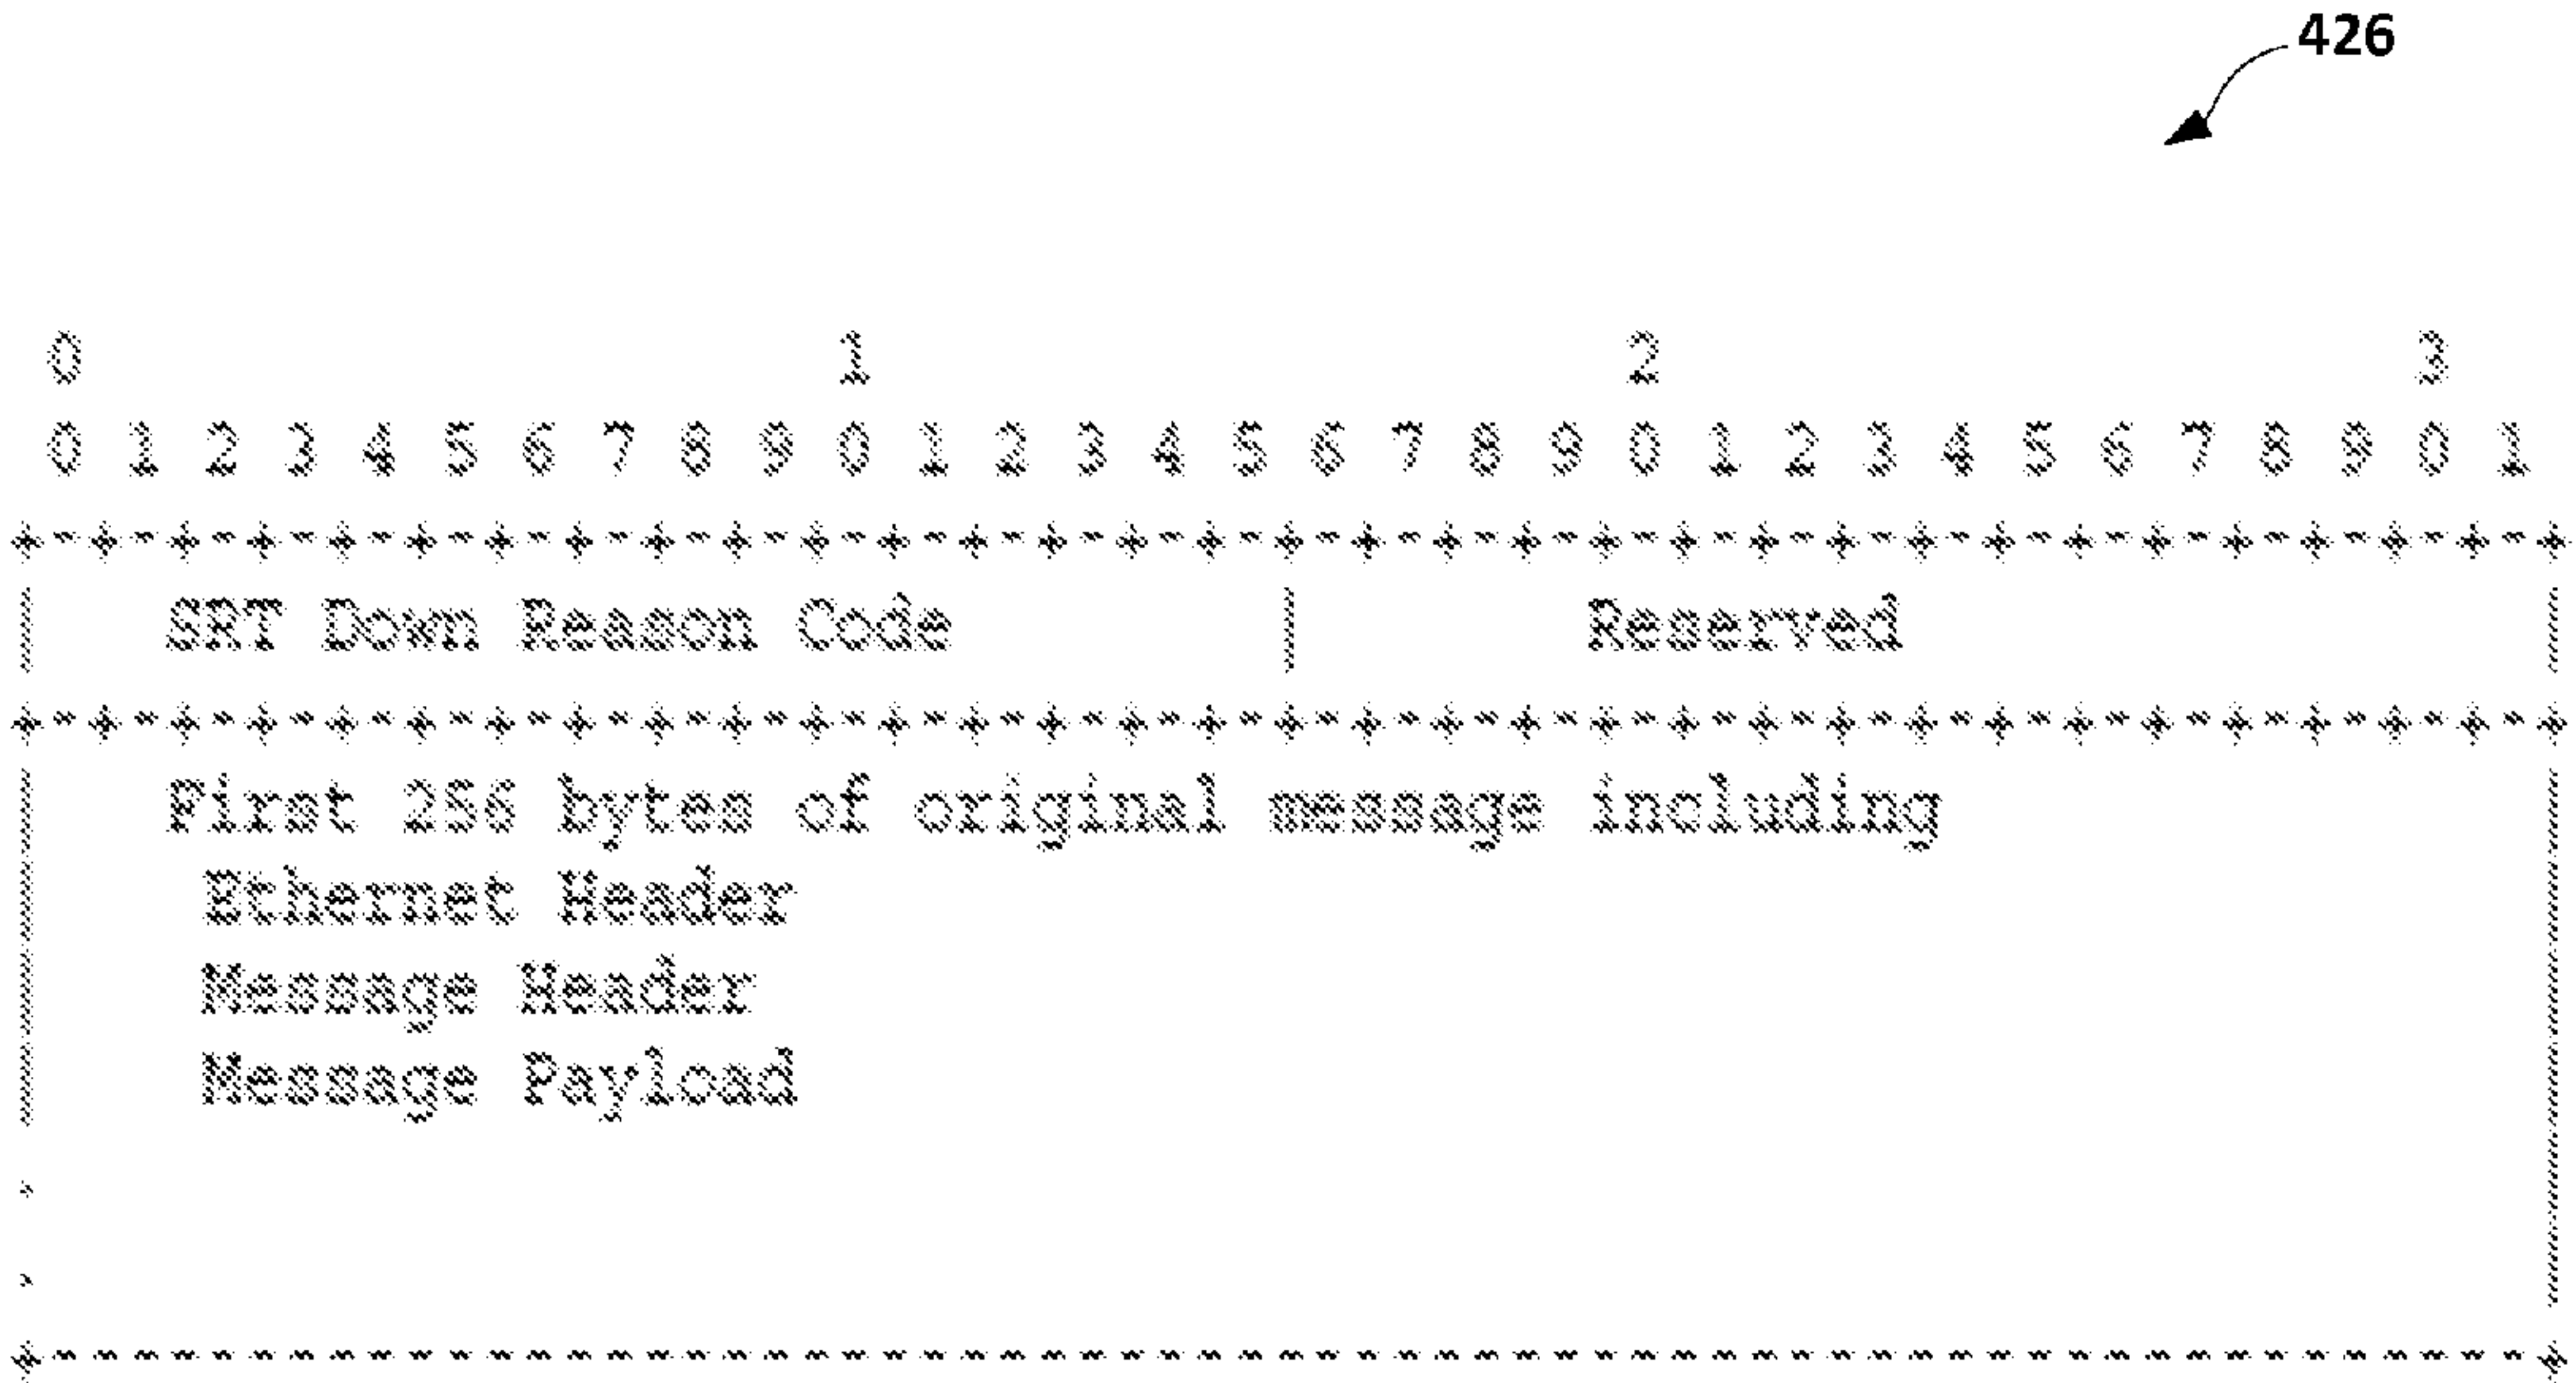 426
0 1 2 3
0 1 2 3 4 5 6 7 8 9 0 1 2 3 4 5 6 7 8 9 0 1 2 3 4 5 6 7 8 9 0 1
+-+-+-+-+-+-+-+-+-+-+-+-+-+-+-+-+-+-+-+-+-+-+-+-+-+-+-+-+-+-+-+-+
| SRT Down Reason Code | Reserved |
+-+-+-+-+-+-+-+-+-+-+-+-+-+-+-+-+-+-+-+-+-+-+-+-+-+-+-+-+-+-+-+-+
| First 256 bytes of original message including |
Ethernet Header
Message Header
Message Payload
.
.
+---------------------------------------------------------------+